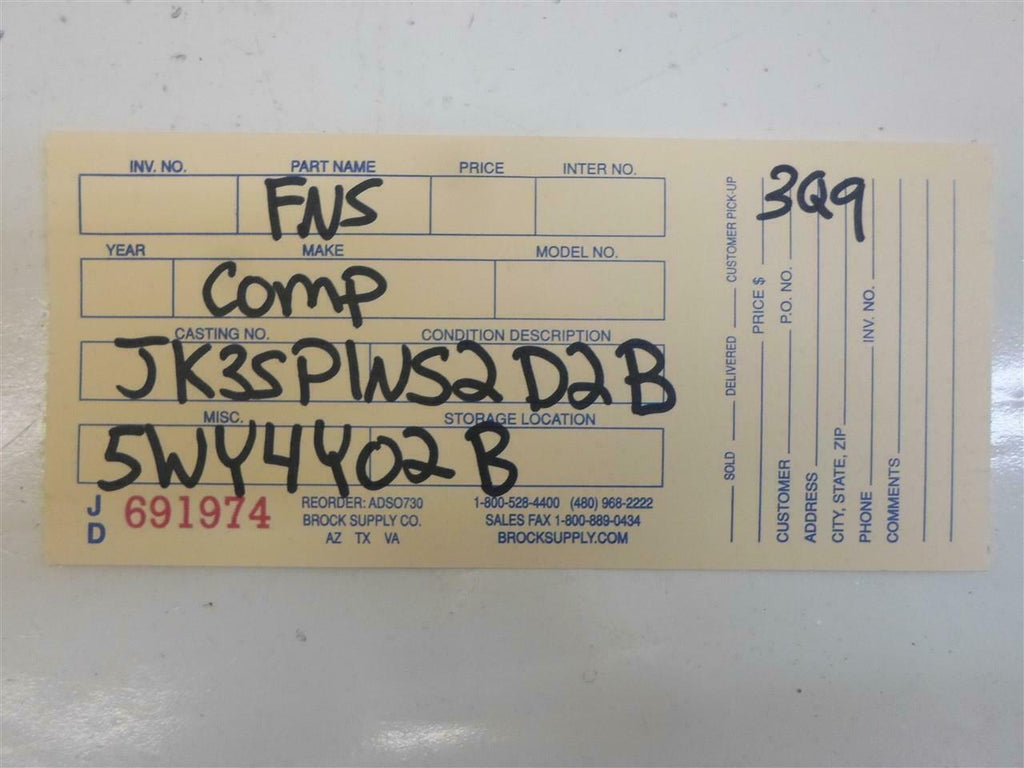 INV. NO. PART NAME PRICE INTER NO.
FNS
YEAR MAKE MODEL NO.
Comp
CASTING NO. CONDITION DESCRIPTION
JK3SPINS2D2B
MISC. STORAGE LOCATION
5WY4Y02B
JD 691974
REORDER: ADSO730
BROCK SUPPLY CO.
AZ TX VA
1-800-528-4400 (480) 968-2222
SALES FAX 1-800-889-0434
BROCKSUPPLY.COM
3Q9
SOLD DELIVERED CUSTOMER PICK-UP
PRICE $
CUSTOMER P.O. NO.
ADDRESS
CITY, STATE, ZIP
PHONE INV. NO.
COMMENTS